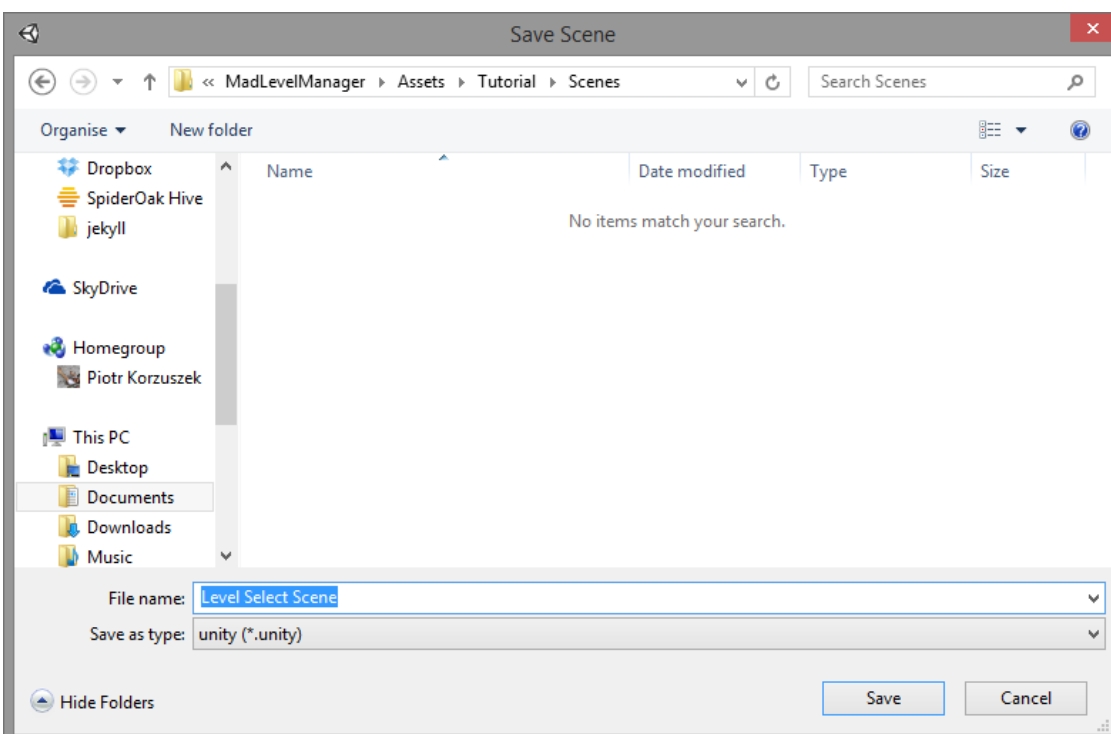 Save Scene
« MadLevelManager Assets Tutorial Scenes Search Scenes
Organise New folder
Name Date modified Type Size
No items match your search.
Dropbox
SpiderOak Hive
jekyll
SkyDrive
Homegroup
Piotr Korzuszek
This PC
Desktop
Documents
Downloads
Music
File name: Level Select Scene
Save as type: unity (*.unity)
Hide Folders Save Cancel